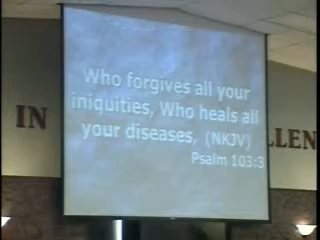 Who forgives all your
iniquities, Who heals all
your diseases, (NKJV)
Psalm 103:3
IN
LLEN